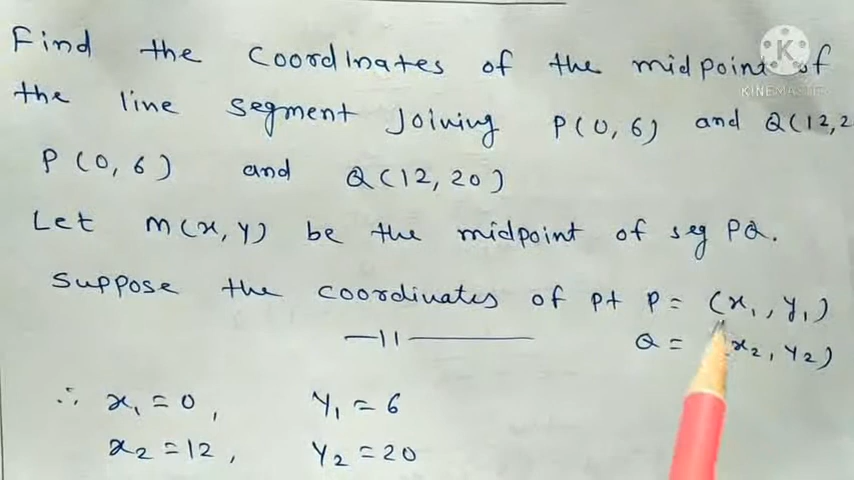 Find the coordinates of the midpoint of
K
KINEMASTER
the line segment joining P(0, 6) and Q(12, 2
P (0, 6) and Q(12, 20)
Let M(x, y) be the midpoint of seg PQ.
Suppose the coordinates of pt P = (x₁, y₁)
—11— Q = (x₂, y₂)
∴ x₁ = 0, y₁ = 6
x₂ = 12, y₂ = 20